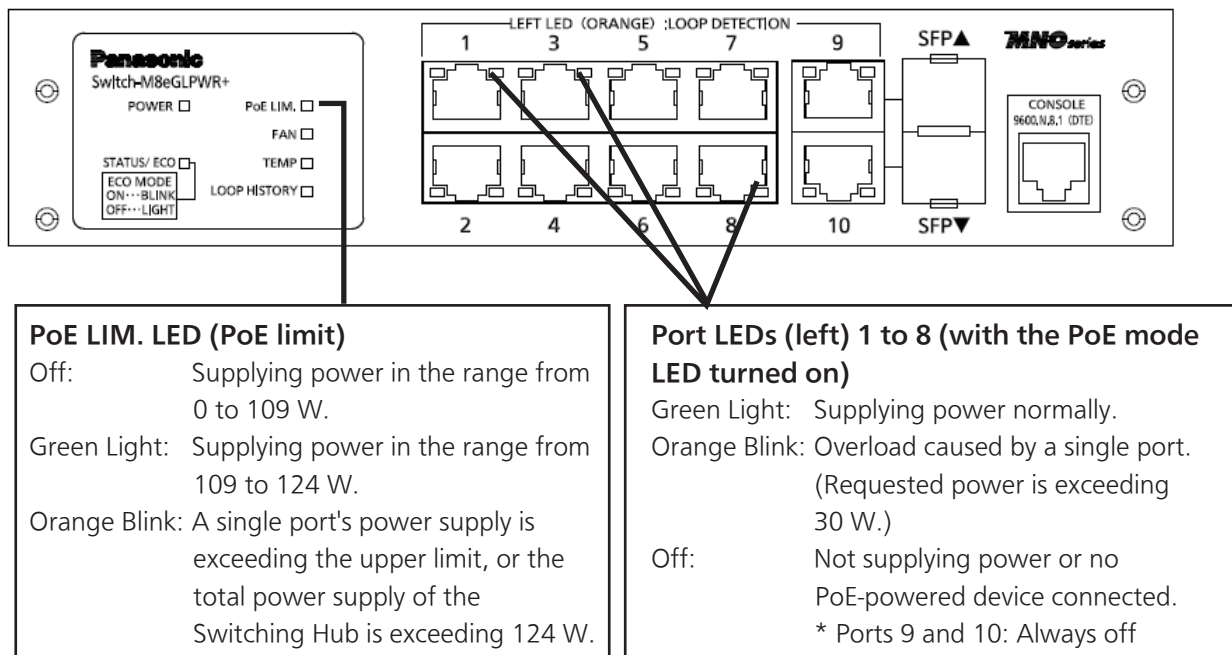 LEFT LED (ORANGE) :LOOP DETECTION
1 3 5 7 9 SFP▲ MNO series
Panasonic
Switch-M8eGLPWR+
POWER PoE LIM.
FAN
STATUS/ ECO TEMP
ECO MODE
ON···BLINK
OFF···LIGHT
LOOP HISTORY
CONSOLE
9600,N,8,1 (DTE)
2 4 6 8 10 SFP▼
PoE LIM. LED (PoE limit)
Off: Supplying power in the range from
0 to 109 W.
Green Light: Supplying power in the range from
109 to 124 W.
Orange Blink: A single port's power supply is
exceeding the upper limit, or the
total power supply of the
Switching Hub is exceeding 124 W.
Port LEDs (left) 1 to 8 (with the PoE mode
LED turned on)
Green Light: Supplying power normally.
Orange Blink: Overload caused by a single port.
(Requested power is exceeding
30 W.)
Off: Not supplying power or no
PoE-powered device connected.
* Ports 9 and 10: Always off